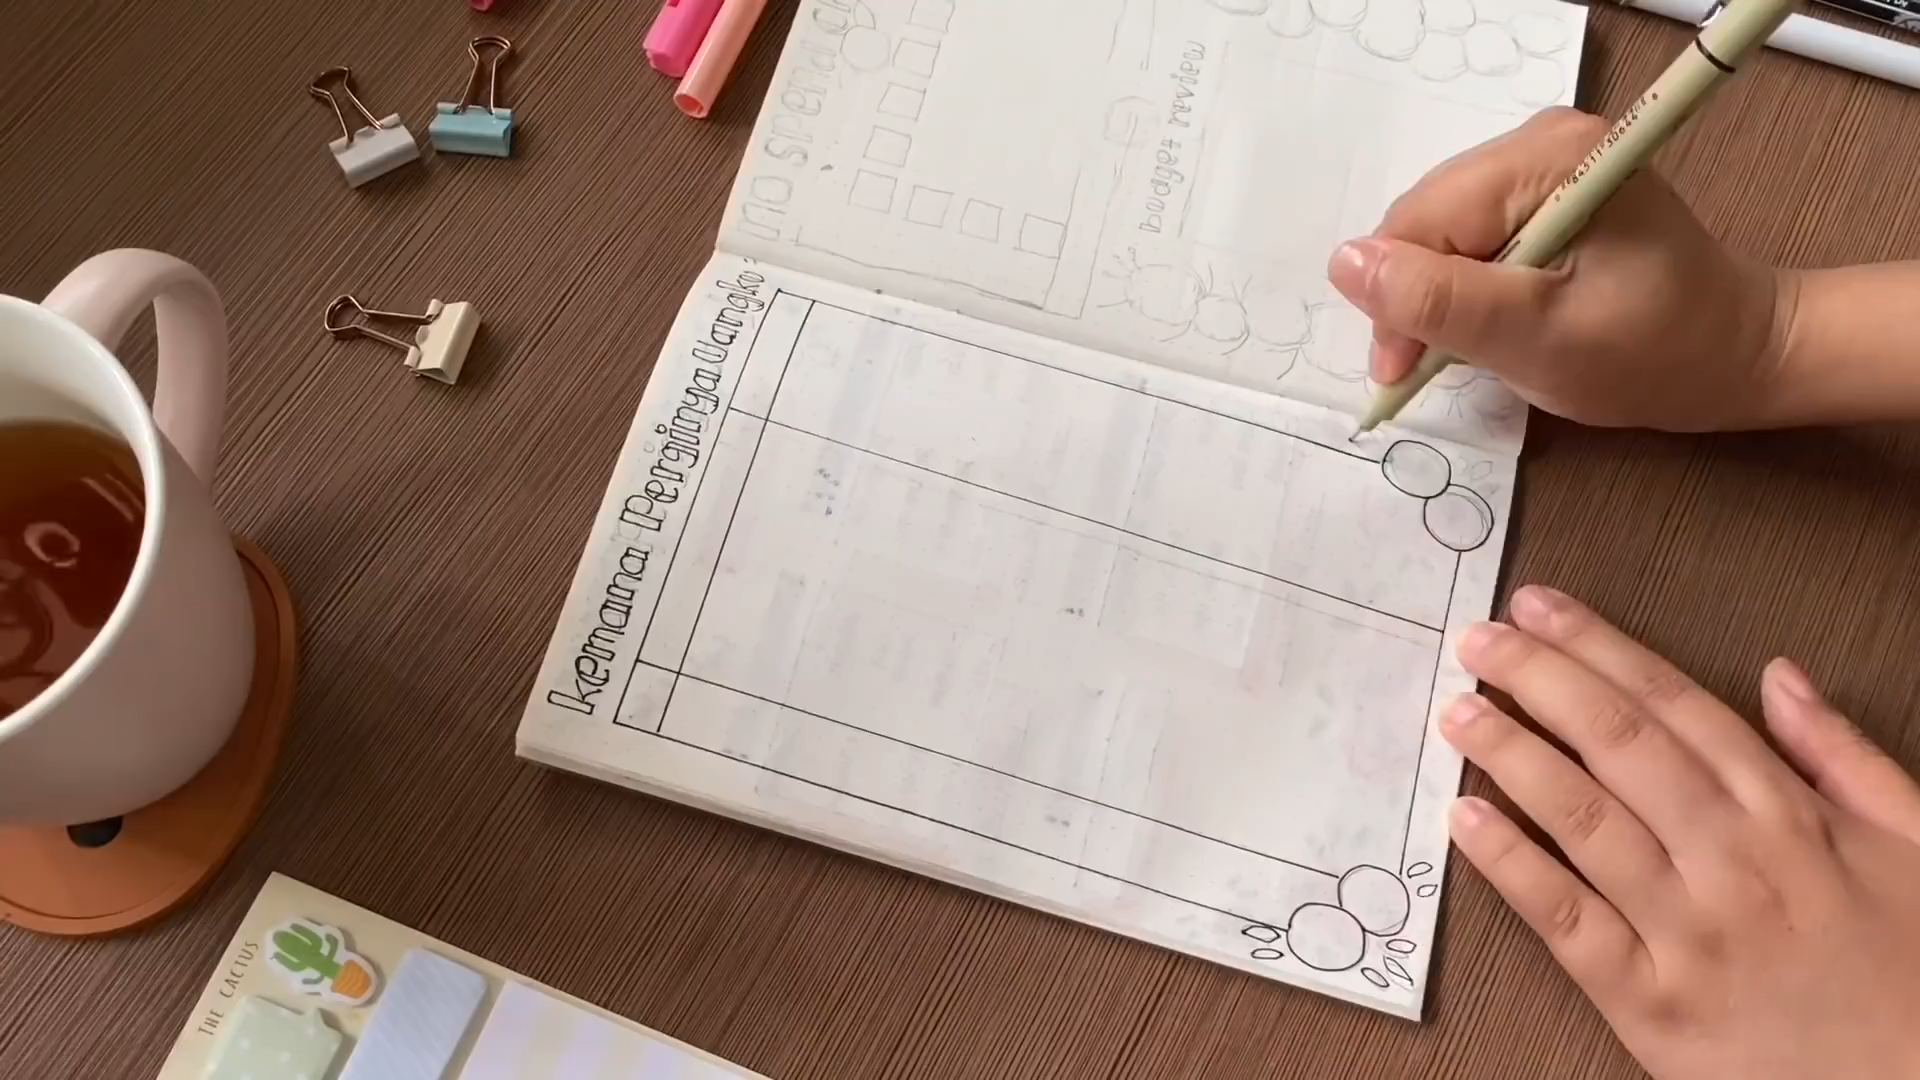 no spend
budget review
kemana Perginya Uangku ?
THE CACTUS